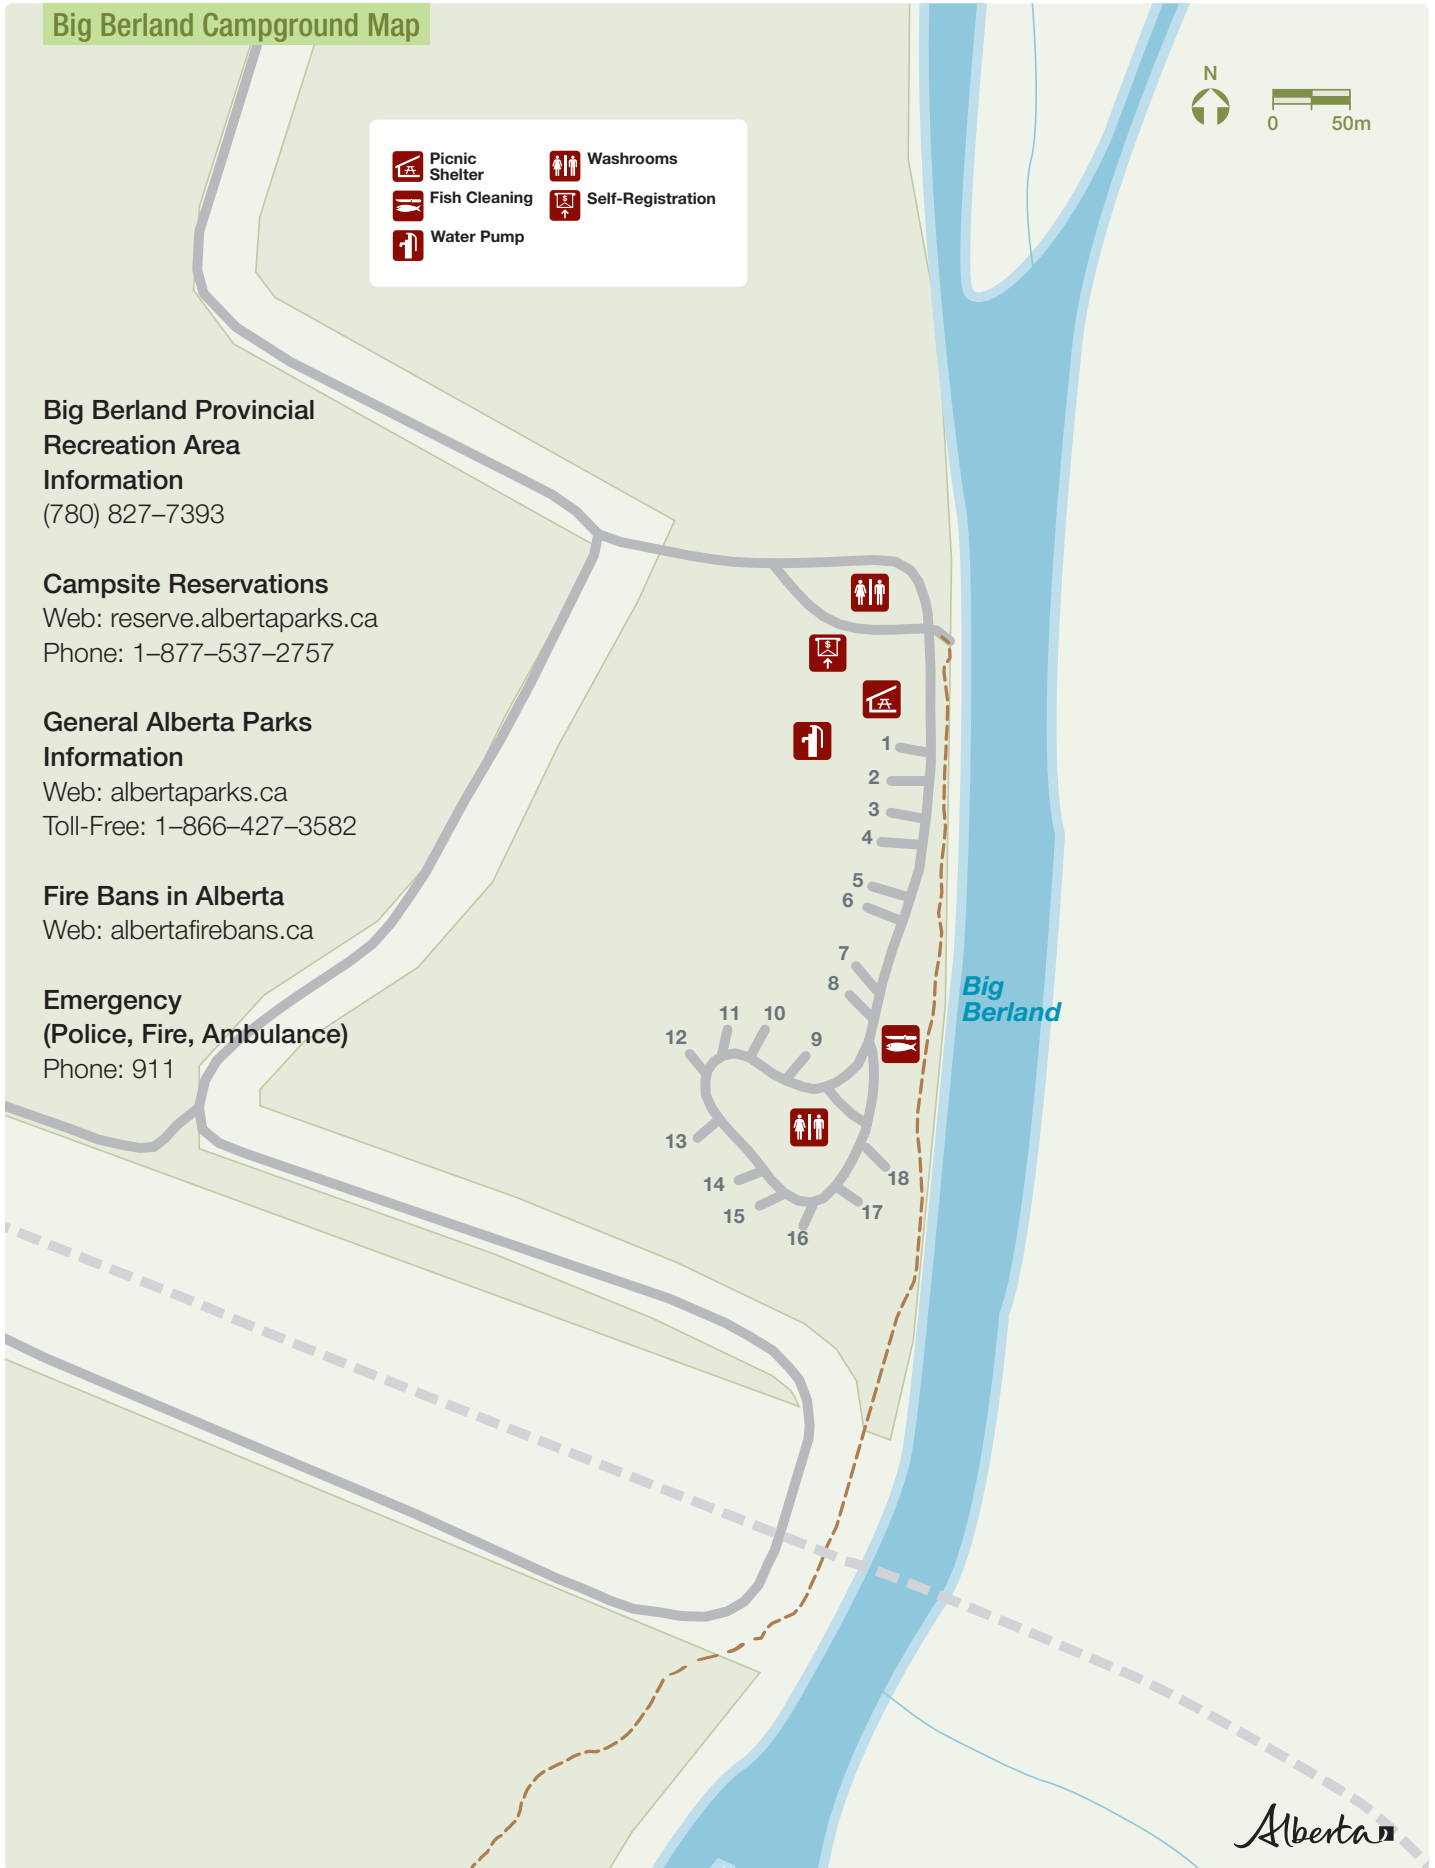 Big Berland Campground Map
N
0 50m
Picnic
Shelter
Washrooms
Fish Cleaning
Self-Registration
Water Pump
Big Berland Provincial
Recreation Area
Information
(780) 827–7393
Campsite Reservations
Web: reserve.albertaparks.ca
Phone: 1–877–537–2757
General Alberta Parks
Information
Web: albertaparks.ca
Toll-Free: 1–866–427–3582
Fire Bans in Alberta
Web: albertafirebans.ca
Emergency
(Police, Fire, Ambulance)
Phone: 911
$
1
2
3
4
5
6
7
8
9
10
11
12
13
14
15
16
17
18
Big
Berland
Alberta